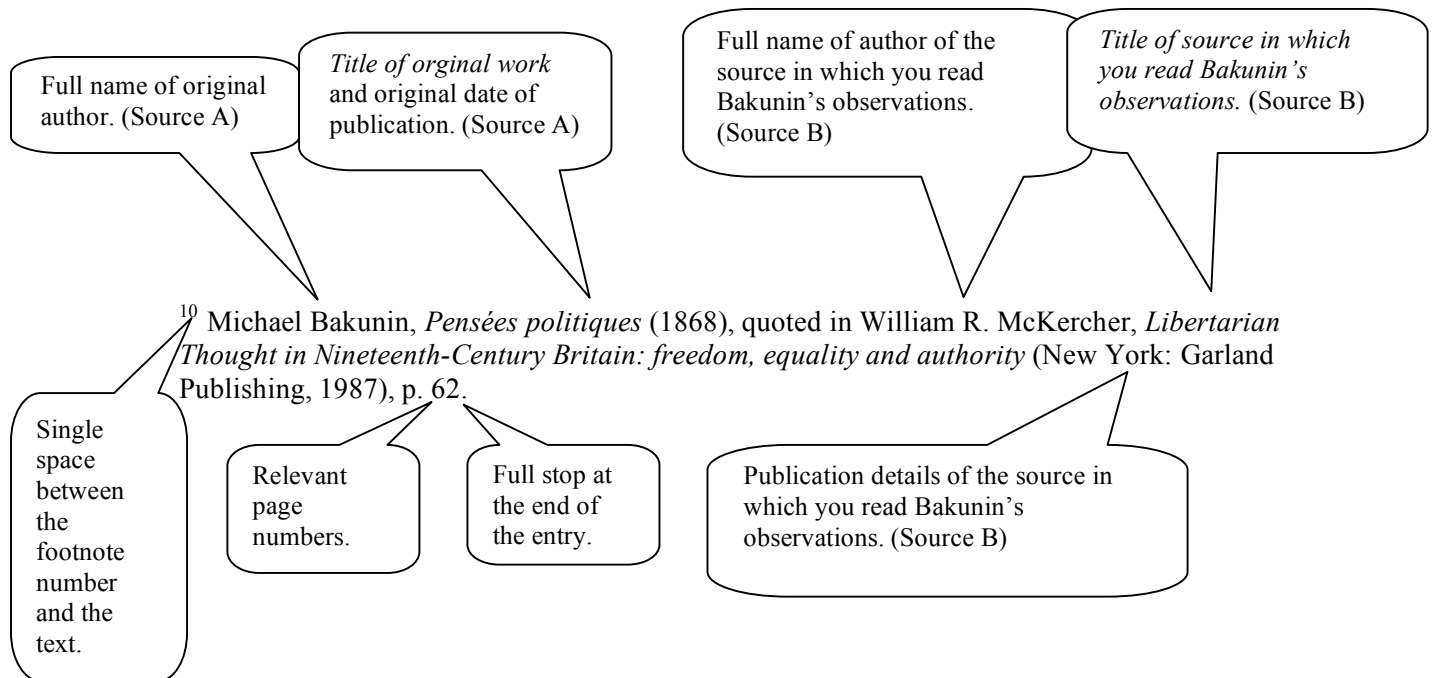 Full name of original
author. (Source A)
Title of orginal work
and original date of
publication. (Source A)
Full name of author of the
source in which you read
Bakunin’s observations.
(Source B)
Title of source in which
you read Bakunin’s
observations. (Source B)
10 Michael Bakunin, Pensées politiques (1868), quoted in William R. McKercher, Libertarian
Thought in Nineteenth-Century Britain: freedom, equality and authority (New York: Garland
Publishing, 1987), p. 62.
Single
space
between
the
footnote
number
and the
text.
Relevant
page
numbers.
Full stop at
the end of
the entry.
Publication details of the source in
which you read Bakunin’s
observations. (Source B)